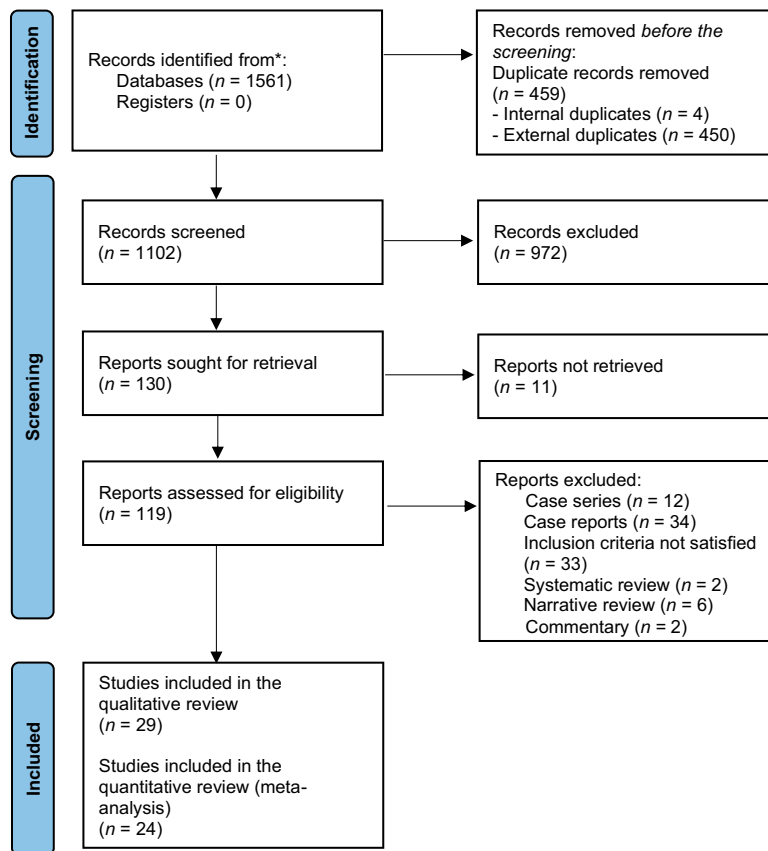 Identification
Records identified from*:
Databases (n = 1561)
Registers (n = 0)
Records removed before the
screening:
Duplicate records removed
(n = 459)
- Internal duplicates (n = 4)
- External duplicates (n = 450)
Screening
Records screened
(n = 1102)
Records excluded
(n = 972)
Reports sought for retrieval
(n = 130)
Reports not retrieved
(n = 11)
Reports assessed for eligibility
(n = 119)
Reports excluded:
Case series (n = 12)
Case reports (n = 34)
Inclusion criteria not satisfied
(n = 33)
Systematic review (n = 2)
Narrative review (n = 6)
Commentary (n = 2)
Included
Studies included in the
qualitative review
(n = 29)
Studies included in the
quantitative review (meta-
analysis)
(n = 24)